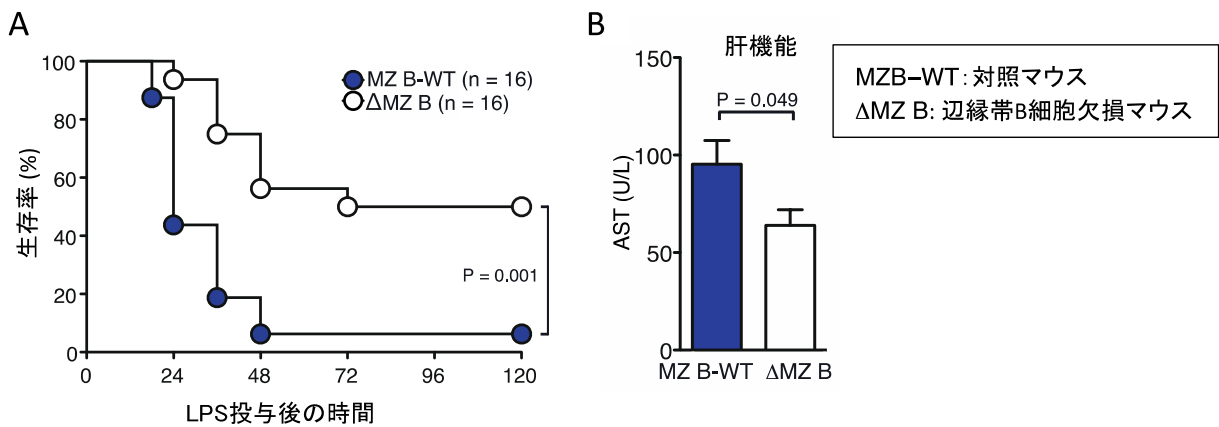 A
100
80
60
40
20
0
生存率 (%)
MZ B-WT (n = 16)
ΔMZ B (n = 16)
P = 0.001
0 24 48 72 96 120
LPS投与後の時間
B
肝機能
150
100
50
0
AST (U/L)
P = 0.049
MZ B-WT ΔMZ B
MZB-WT: 対照マウス
ΔMZ B: 辺縁帯B細胞欠損マウス